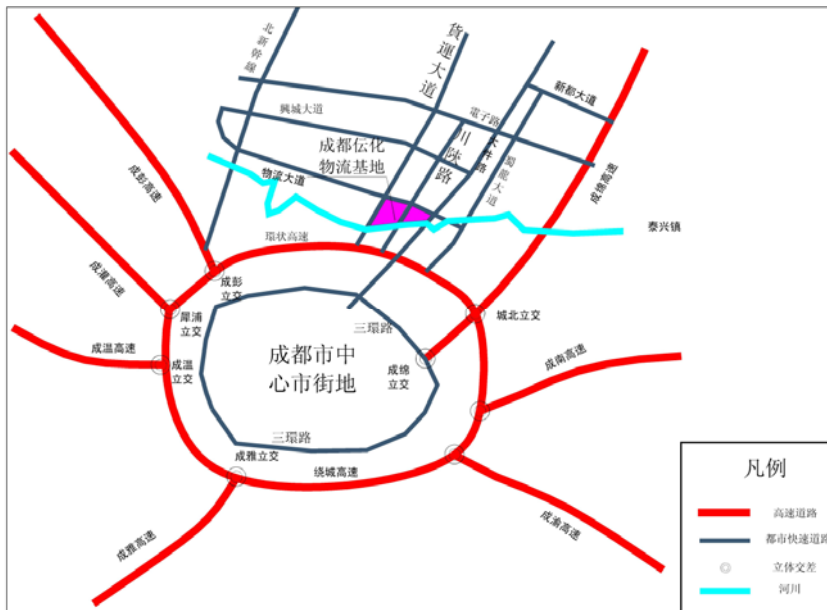 北新幹線
貨運大道
新都大道
興城大道
電子路
川陕路
大件路
蜀龍大道
成都伝化
物流基地
成彭高速
物流大道
成绵高速
泰兴镇
環状高速
成灌高速
成彭
立交
犀浦
立交
城北立交
三環路
成温高速
成温
立交
成都市中
心市街地
成绵
立交
成南高速
三環路
成雅立交
绕城高速
凡例
高速道路
都市快速道路
立体交差
河川
成雅高速
成渝高速